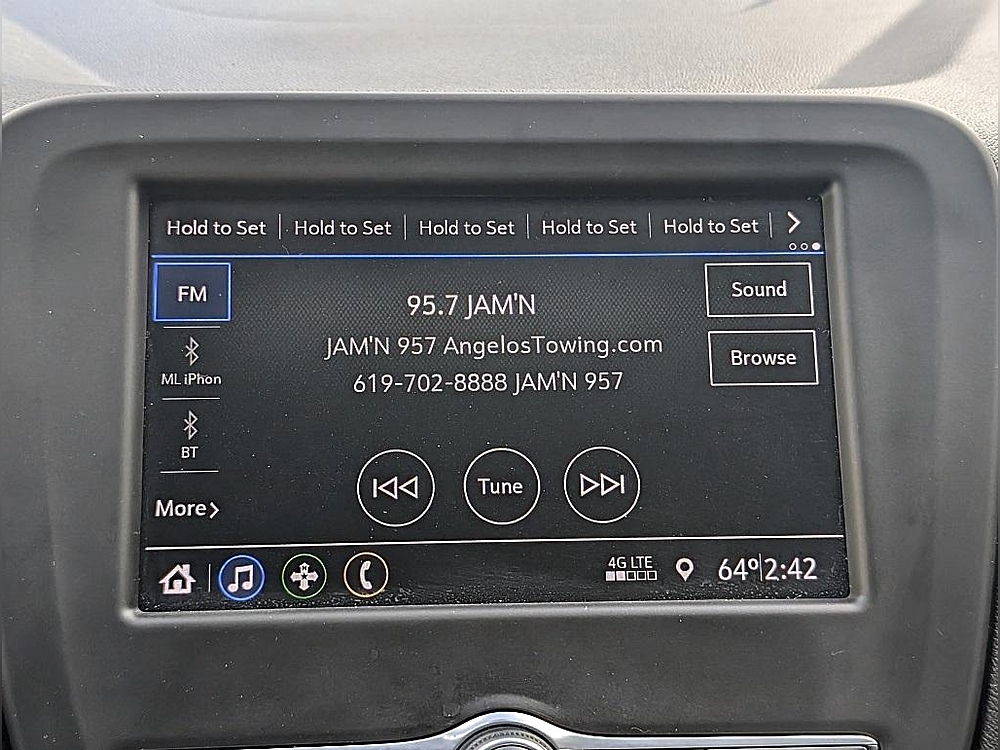 Hold to Set Hold to Set Hold to Set Hold to Set Hold to Set
FM
95.7 JAM'N
Sound
JAM'N 957 AngelosTowing.com
Browse
ML iPhon
619-702-8888 JAM'N 957
BT
Tune
More
4G LTE
64° 2:42